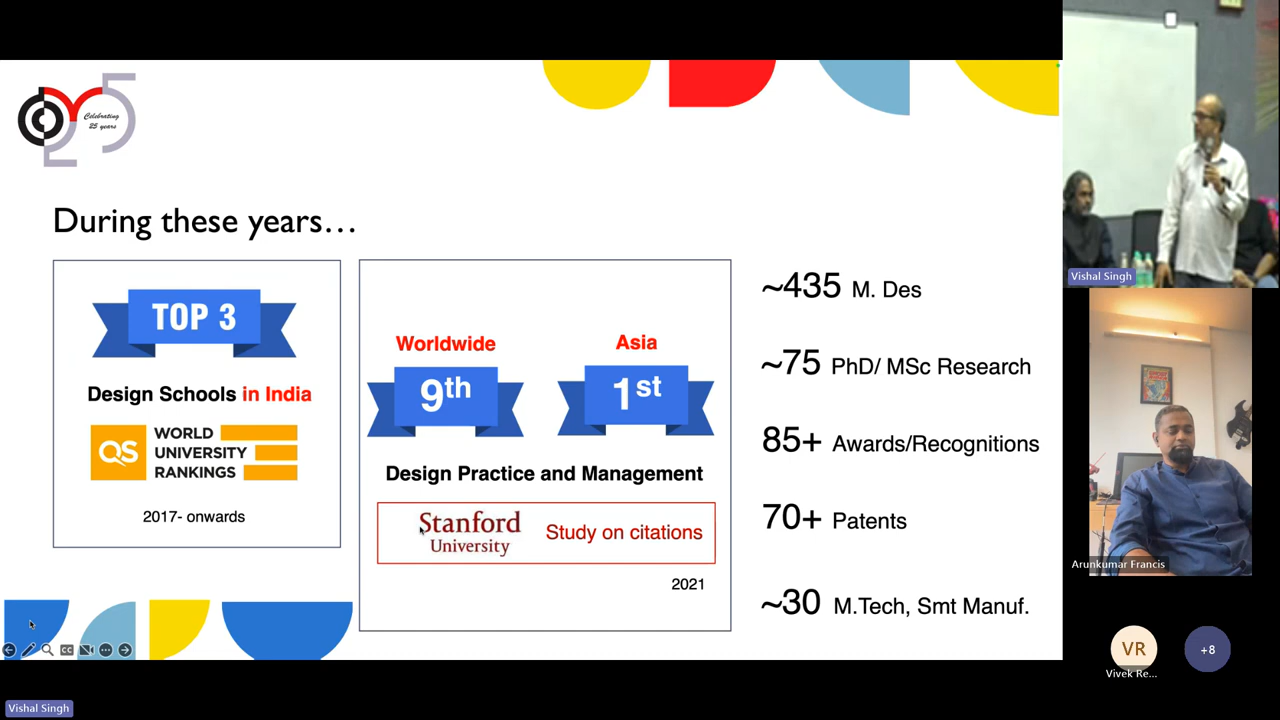 Celebrating
25 years
During these years…
TOP 3
Design Schools in India
QS
WORLD
UNIVERSITY
RANKINGS
2017- onwards
Worldwide
9th
Asia
1st
Design Practice and Management
Stanford
University
Study on citations
2021
~435 M. Des
~75 PhD/ MSc Research
85+ Awards/Recognitions
70+ Patents
~30 M.Tech, Smt Manuf.
Vishal Singh
Arunkumar Francis
VR
Vivek Re...
+8
CC
Vishal Singh